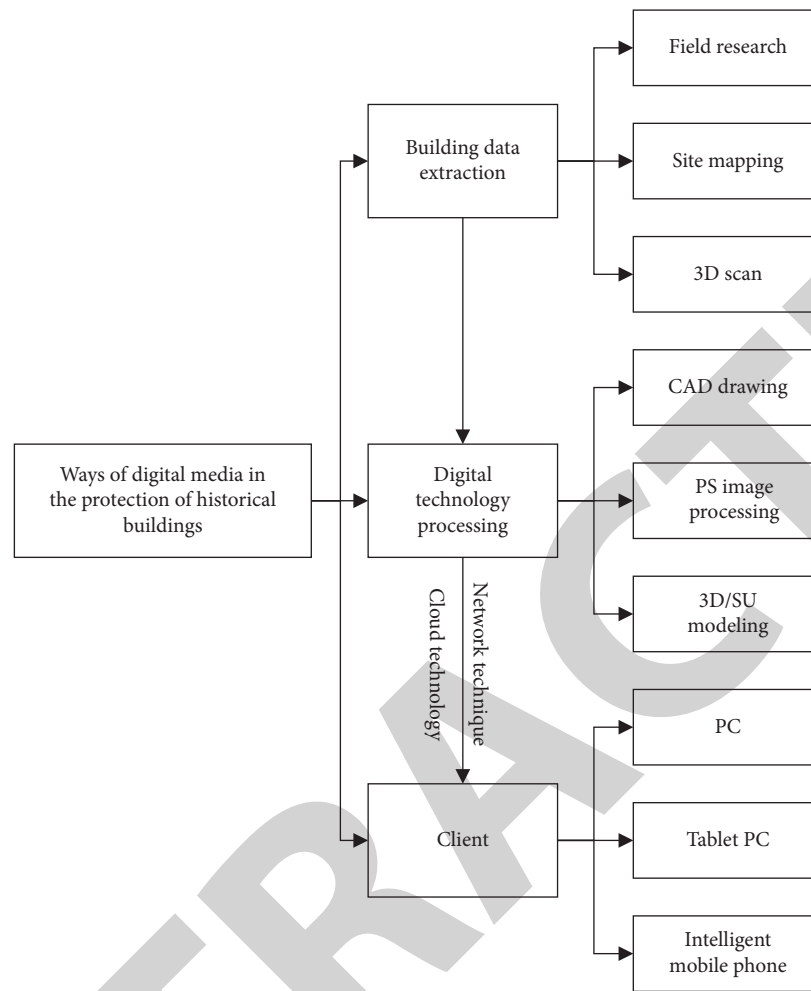 Field research
Building data
extraction
Site mapping
3D scan
CAD drawing
Ways of digital media in
the protection of historical
buildings
Digital
technology
processing
PS image
processing
3D/SU
modeling
Network technique
Cloud technology
PC
Client
Tablet PC
Intelligent
mobile phone
TRACT